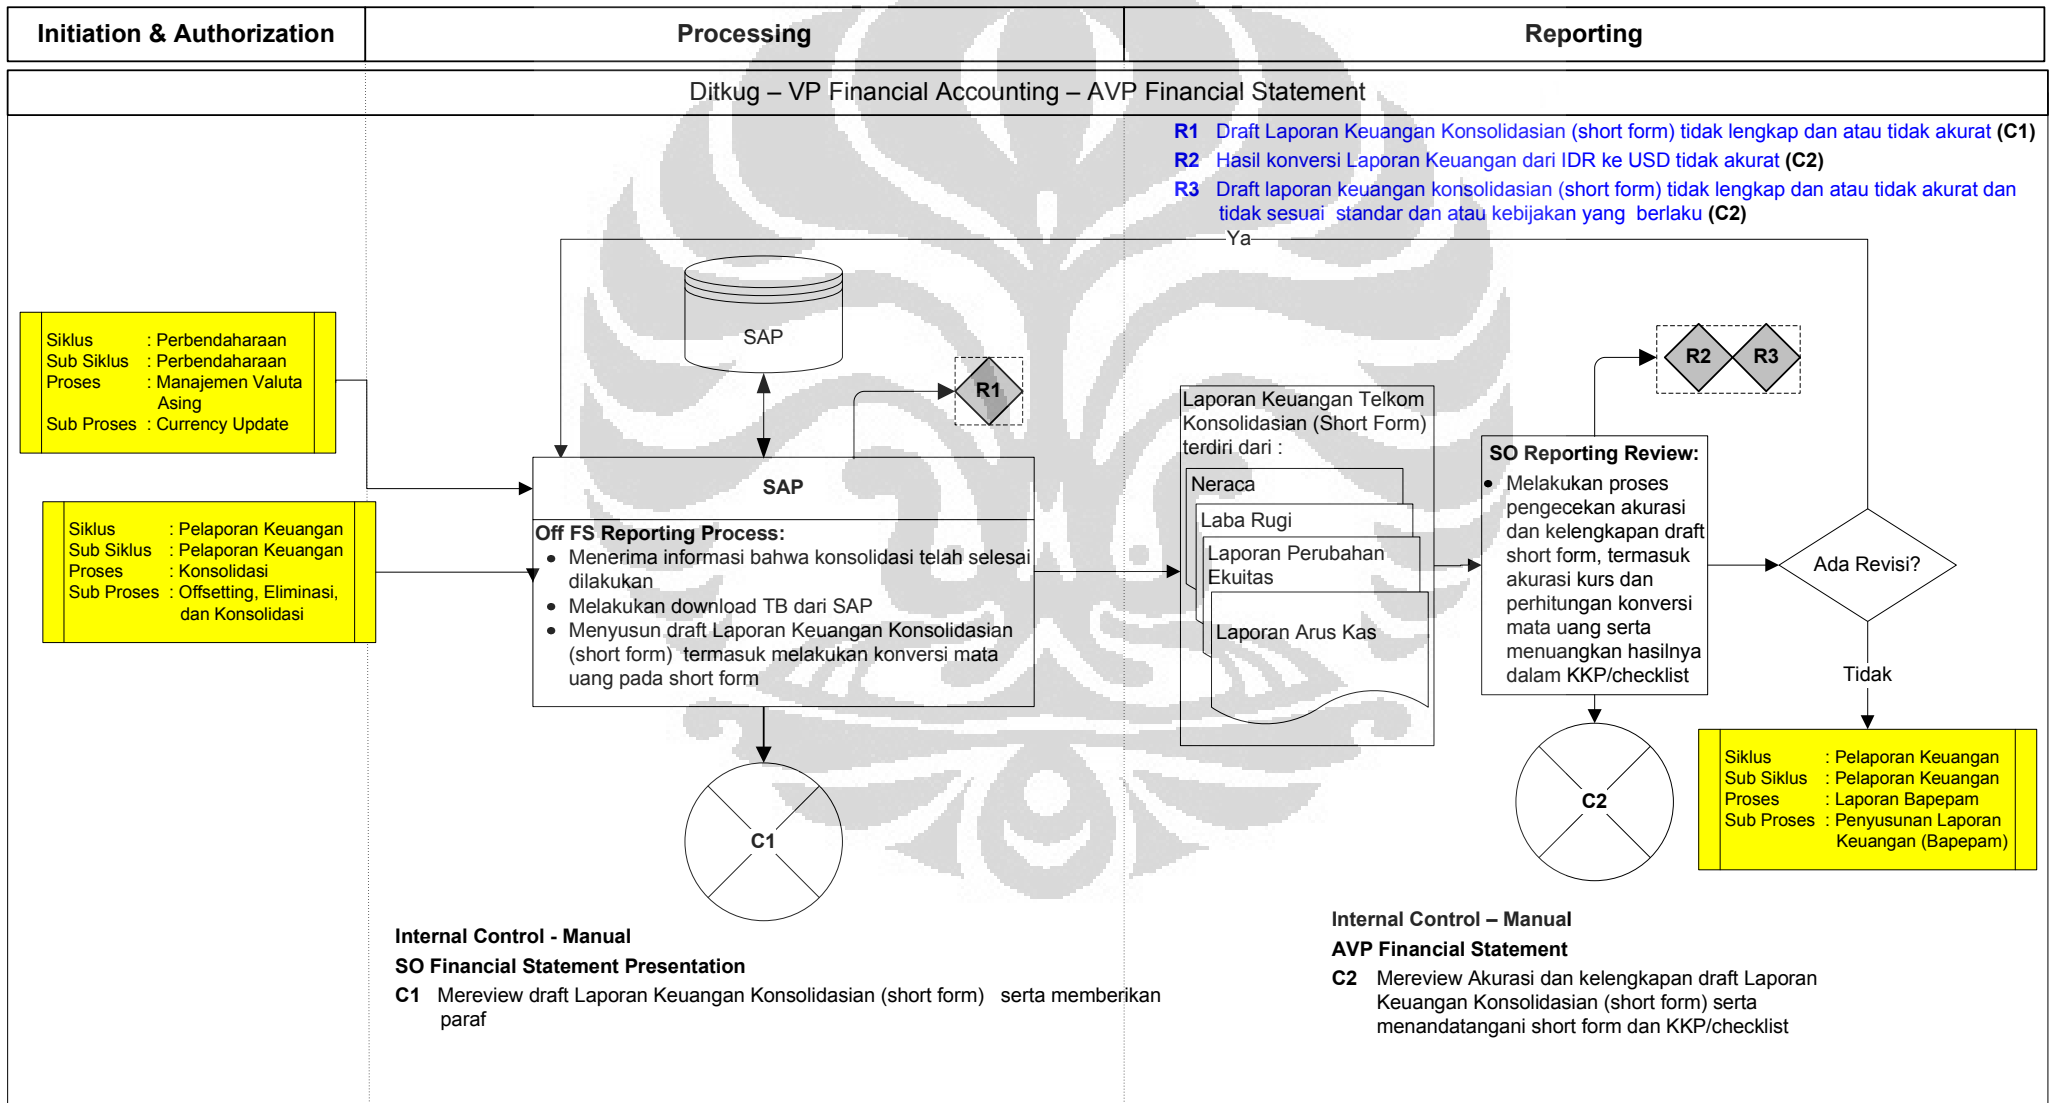 Initiation & Authorization
Processing
Reporting
Ditkug – VP Financial Accounting – AVP Financial Statement
R1 Draft Laporan Keuangan Konsolidasian (short form) tidak lengkap dan atau tidak akurat (C1)
R2 Hasil konversi Laporan Keuangan dari IDR ke USD tidak akurat (C2)
R3 Draft laporan keuangan konsolidasian (short form) tidak lengkap dan atau tidak akurat dan
tidak sesuai standar dan atau kebijakan yang berlaku (C2)
Ya
Siklus : Perbendaharaan
Sub Siklus : Perbendaharaan
Proses : Manajemen Valuta
Asing
Sub Proses : Currency Update
Siklus : Pelaporan Keuangan
Sub Siklus : Pelaporan Keuangan
Proses : Konsolidasi
Sub Proses : Offsetting, Eliminasi,
dan Konsolidasi
SAP
R1
SAP
Off FS Reporting Process:
• Menerima informasi bahwa konsolidasi telah selesai
dilakukan
• Melakukan download TB dari SAP
• Menyusun draft Laporan Keuangan Konsolidasian
(short form) termasuk melakukan konversi mata
uang pada short form
C1
Internal Control - Manual
SO Financial Statement Presentation
C1 Mereview draft Laporan Keuangan Konsolidasian (short form) serta memberikan
paraf
Laporan Keuangan Telkom
Konsolidasian (Short Form)
terdiri dari :
Neraca
Laba Rugi
Laporan Perubahan
Ekuitas
Laporan Arus Kas
R2
R3
SO Reporting Review:
• Melakukan proses
pengecekan akurasi
dan kelengkapan draft
short form, termasuk
akurasi kurs dan
perhitungan konversi
mata uang serta
menuangkan hasilnya
dalam KKP/checklist
Ada Revisi?
Tidak
C2
Siklus : Pelaporan Keuangan
Sub Siklus : Pelaporan Keuangan
Proses : Laporan Bapepam
Sub Proses : Penyusunan Laporan
Keuangan (Bapepam)
Internal Control – Manual
AVP Financial Statement
C2 Mereview Akurasi dan kelengkapan draft Laporan
Keuangan Konsolidasian (short form) serta
menandatangani short form dan KKP/checklist